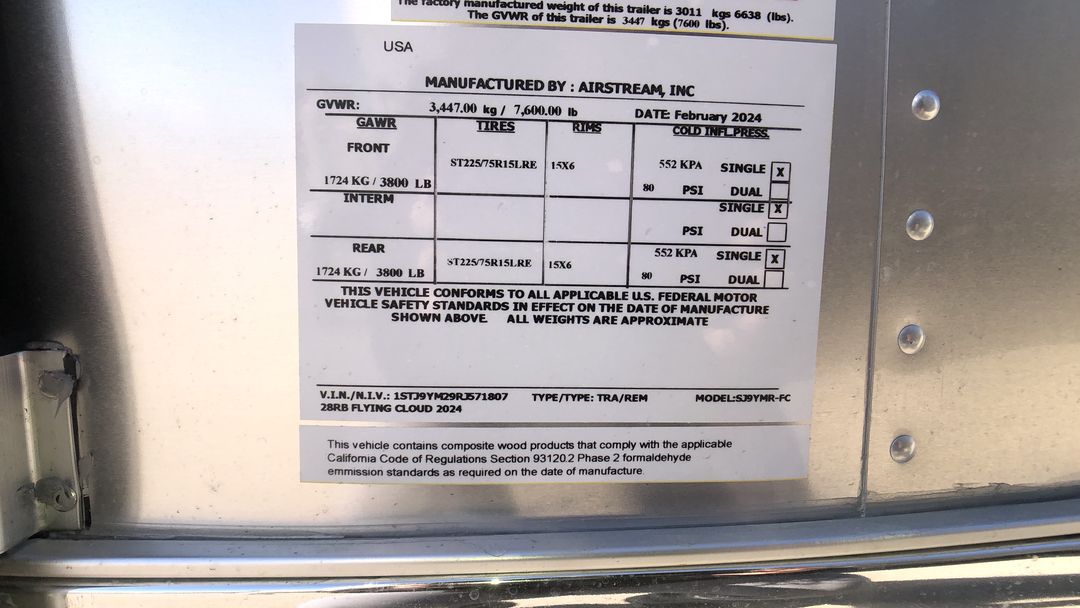 The factory manufactured weight of this trailer is 3011 kgs 6638 (lbs).
The GVWR of this trailer is 3447 kgs (7600 lbs).
USA
MANUFACTURED BY : AIRSTREAM, INC
GVWR: 3,447.00 kg / 7,600.00 lb DATE: February 2024
GAWR TIRES RIMS COLD INFL.PRESS.
FRONT
ST225/75R15LRE 15X6 552 KPA SINGLE X
1724 KG / 3800 LB 80 PSI DUAL
INTERM SINGLE X
PSI DUAL
REAR ST225/75R15LRE 15X6 552 KPA SINGLE X
1724 KG / 3800 LB 80 PSI DUAL
THIS VEHICLE CONFORMS TO ALL APPLICABLE U.S. FEDERAL MOTOR
VEHICLE SAFETY STANDARDS IN EFFECT ON THE DATE OF MANUFACTURE
SHOWN ABOVE. ALL WEIGHTS ARE APPROXIMATE
V.I.N./N.I.V.: 1STJ9YM29RJ571807 TYPE/TYPE: TRA/REM MODEL:SJ9YMR-FC
28RB FLYING CLOUD 2024
This vehicle contains composite wood products that comply with the applicable
California Code of Regulations Section 93120.2 Phase 2 formaldehyde
emmission standards as required on the date of manufacture.